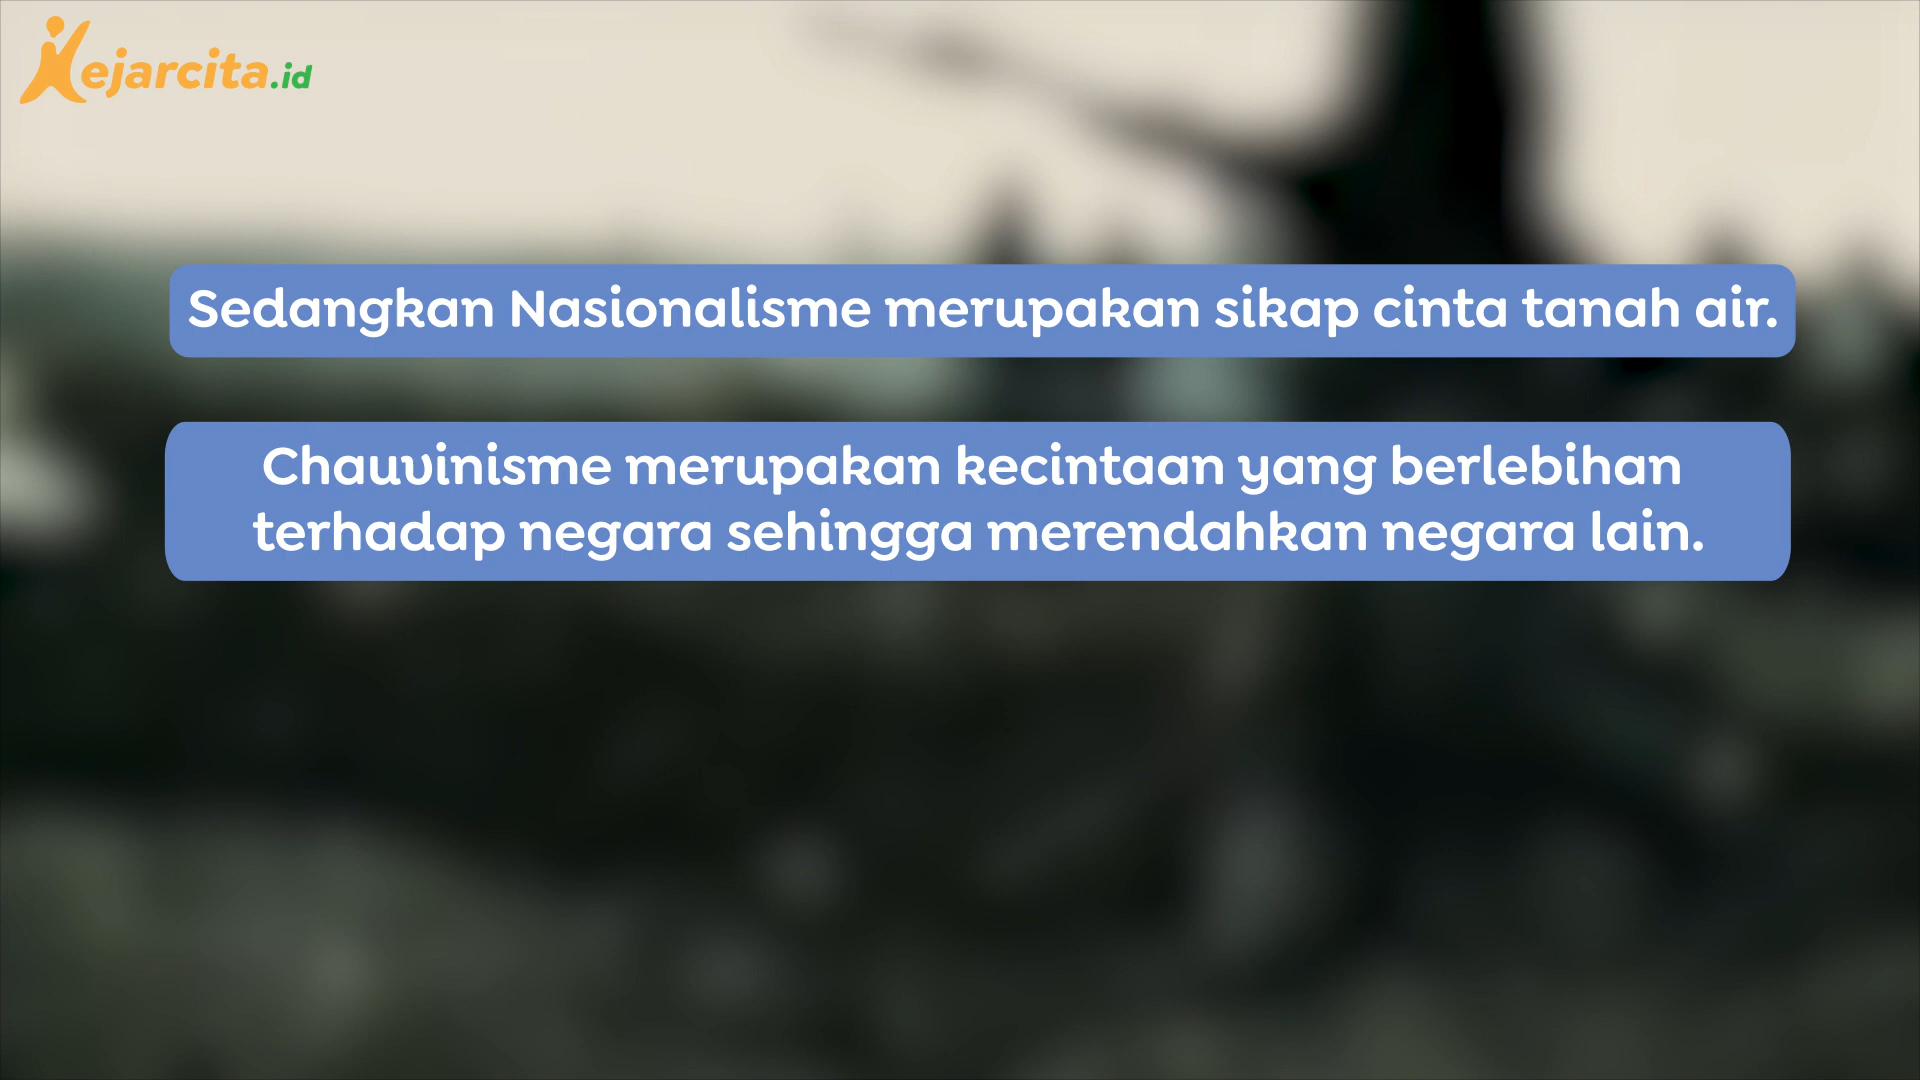 Kejarcita.id
Sedangkan Nasionalisme merupakan sikap cinta tanah air.
Chauvinisme merupakan kecintaan yang berlebihan
terhadap negara sehingga merendahkan negara lain.